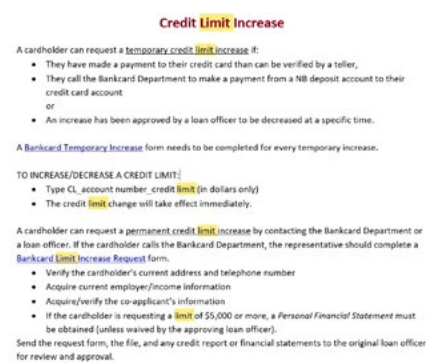 Credit Limit Increase
A cardholder can request a temporary credit limit increase if:
• They have made a payment to their credit card than can be verified by a teller,
• They call the Bankcard Department to make a payment from a NB deposit account to their
credit card account
or
• An increase has been approved by a loan officer to be decreased at a specific time.
A Bankcard Temporary Increase form needs to be completed for every temporary increase.
TO INCREASE/DECREASE A CREDIT LIMIT:
• Type CL_account number_credit limit (in dollars only)
• The credit limit change will take effect immediately.
A cardholder can request a permanent credit limit increase by contacting the Bankcard Department or
a loan officer. If the cardholder calls the Bankcard Department, the representative should complete a
Bankcard Limit Increase Request form.
• Verify the cardholder's current address and telephone number
• Acquire current employer/income information
• Acquire/verify the co-applicant's information
• If the cardholder is requesting a limit of $5,000 or more, a Personal Financial Statement must
be obtained (unless waived by the approving loan officer).
Send the request form, the file, and any credit report or financial statements to the original loan officer
for review and approval.